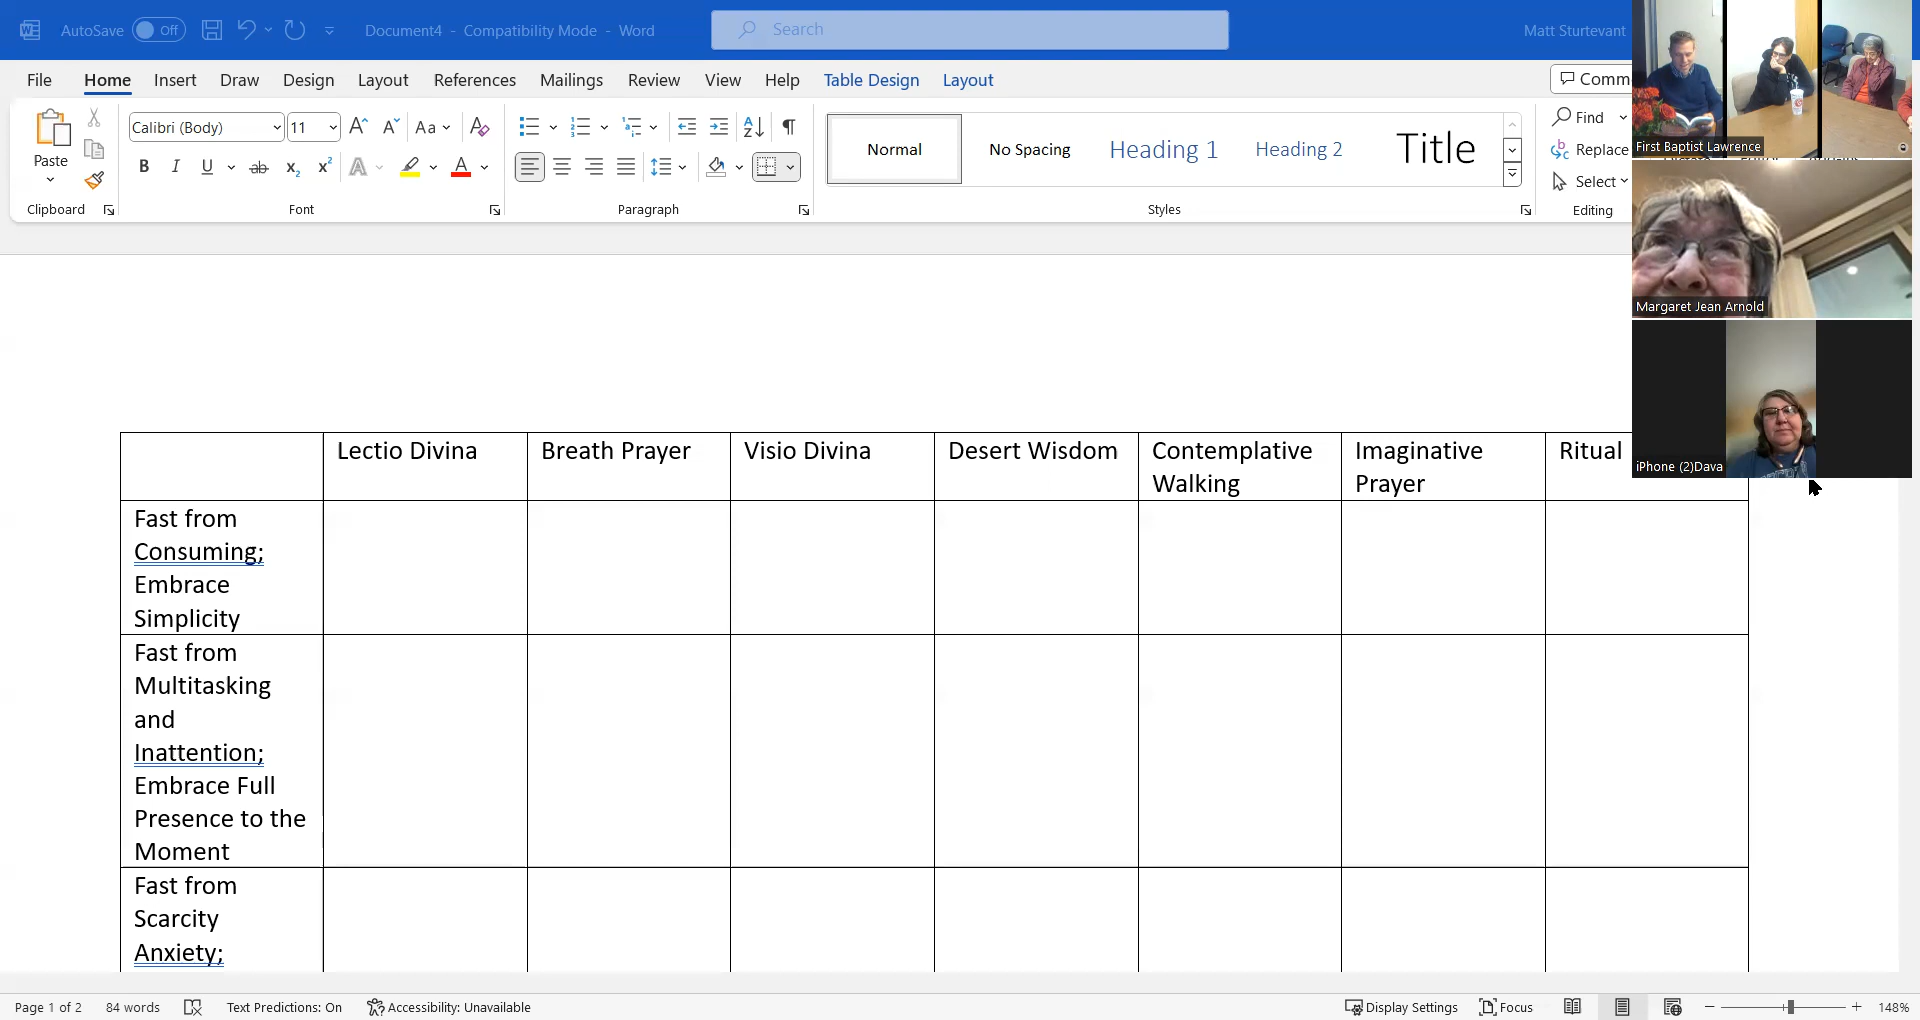 AutoSave Off Document4 - Compatibility Mode - Word Search Matt Sturtevant
File Home Insert Draw Design Layout References Mailings Review View Help Table Design Layout Comm
Calibri (Body) 11 Aa
Paste
Clipboard Font Paragraph Styles Editing
Normal No Spacing Heading 1 Heading 2 Title
Find
Replace
Select
First Baptist Lawrence
Margaret Jean Arnold
iPhone (2)Dava
Lectio Divina Breath Prayer Visio Divina Desert Wisdom Contemplative Walking Imaginative Prayer Ritual
Fast from
Consuming;
Embrace
Simplicity
Fast from
Multitasking
and
Inattention;
Embrace Full
Presence to the
Moment
Fast from
Scarcity
Anxiety;
Page 1 of 2 84 words Text Predictions: On Accessibility: Unavailable Display Settings Focus 148%